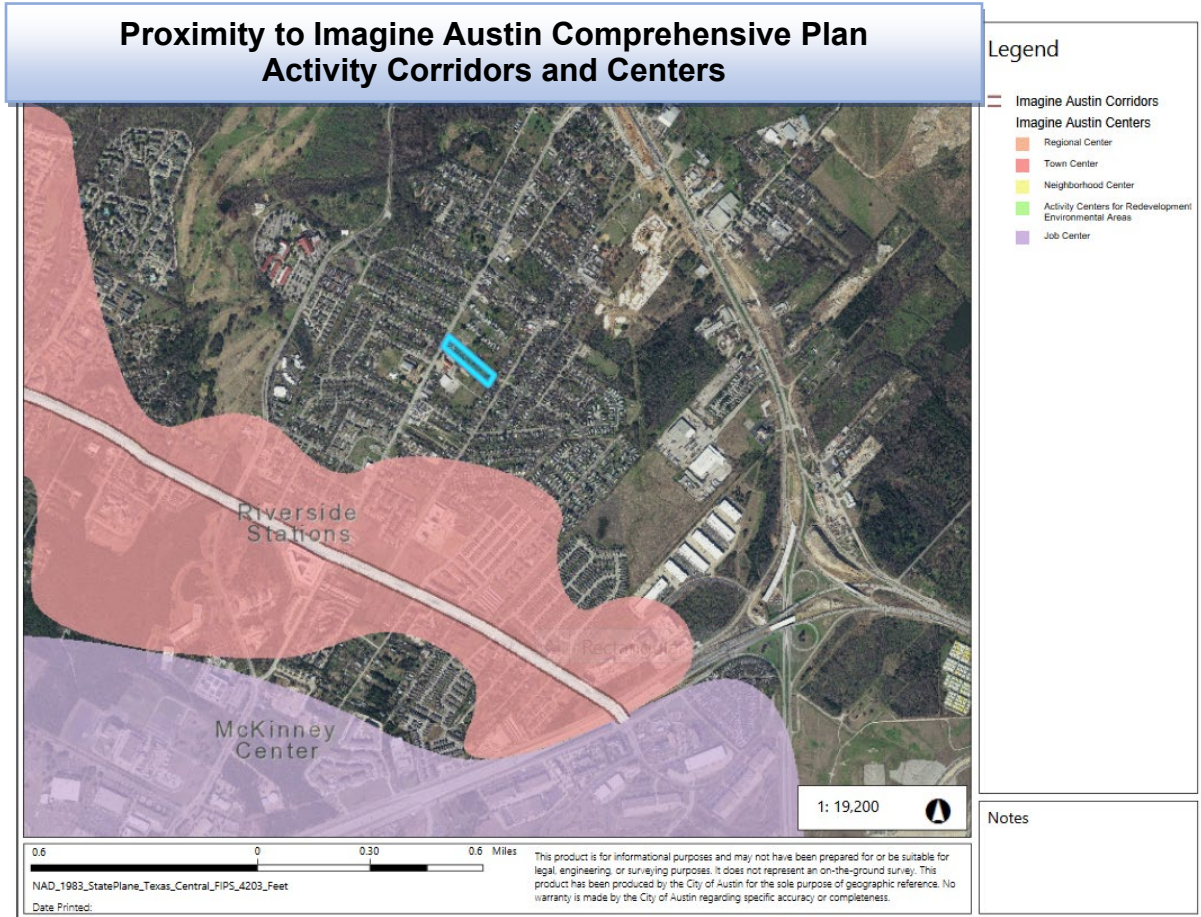 Proximity to Imagine Austin Comprehensive Plan
Activity Corridors and Centers
Legend
Imagine Austin Corridors
Imagine Austin Centers
Regional Center
Town Center
Neighborhood Center
Activity Centers for Redevelopment
Environmental Areas
Job Center
Riverside
Stations
McKinney
Center
1: 19,200
Notes
0.6 0 0.30 0.6 Miles
NAD_1983_StatePlane_Texas_Central_FIPS_4203_Feet
Date Printed:
This product is for informational purposes and may not have been prepared for or be suitable for
legal, engineering, or surveying purposes. It does not represent an on-the-ground survey. This
product has been produced by the City of Austin for the sole purpose of geographic reference. No
warranty is made by the City of Austin regarding specific accuracy or completeness.